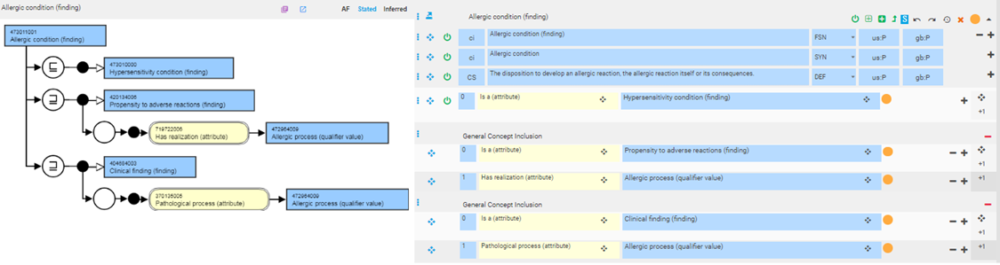 Allergic condition (finding)
AF Stated Inferred
473011001
Allergic condition (finding)
473010000
Hypersensitivity condition (finding)
420134006
Propensity to adverse reactions (finding)
719722006
Has realization (attribute)
472964009
Allergic process (qualifier value)
404684003
Clinical finding (finding)
370135005
Pathological process (attribute)
472964009
Allergic process (qualifier value)
Allergic condition (finding)
S
ci Allergic condition (finding) FSN us:P gb:P
ci Allergic condition SYN us:P gb:P
CS The disposition to develop an allergic reaction, the allergic reaction itself or its consequences. DEF us:P gb:P
0 Is a (attribute) Hypersensitivity condition (finding)
+1
General Concept Inclusion
0 Is a (attribute) Propensity to adverse reactions (finding)
+1
1 Has realization (attribute) Allergic process (qualifier value)
General Concept Inclusion
0 Is a (attribute) Clinical finding (finding)
+1
1 Pathological process (attribute) Allergic process (qualifier value)
+1